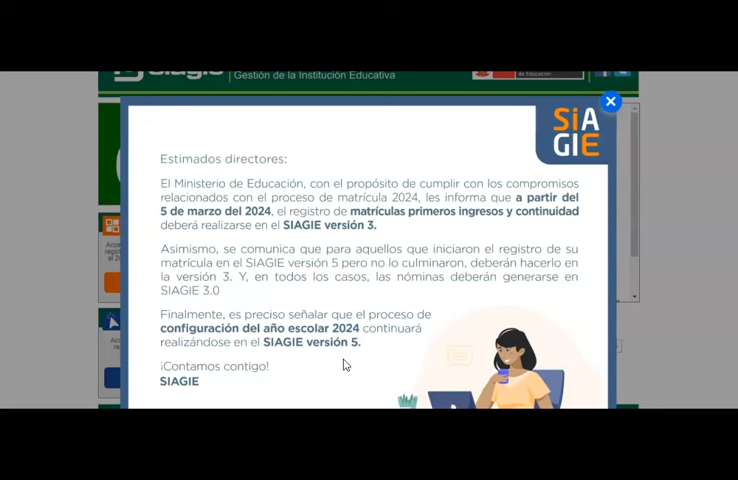 Siagie
Gestión de la Institución Educativa
de Educación
SiA
GIE
Estimados directores:
El Ministerio de Educación, con el propósito de cumplir con los compromisos
relacionados con el proceso de matrícula 2024, les informa que a partir del
5 de marzo del 2024, el registro de matrículas primeros ingresos y continuidad
deberá realizarse en el SIAGIE versión 3.
Asimismo, se comunica que para aquellos que iniciaron el registro de su
matrícula en el SIAGIE versión 5 pero no lo culminaron, deberán hacerlo en
la versión 3. Y, en todos los casos, las nóminas deberán generarse en
SIAGIE 3.0
Finalmente, es preciso señalar que el proceso de
configuración del año escolar 2024 continuará
realizándose en el SIAGIE versión 5.
¡Contamos contigo!
SIAGIE